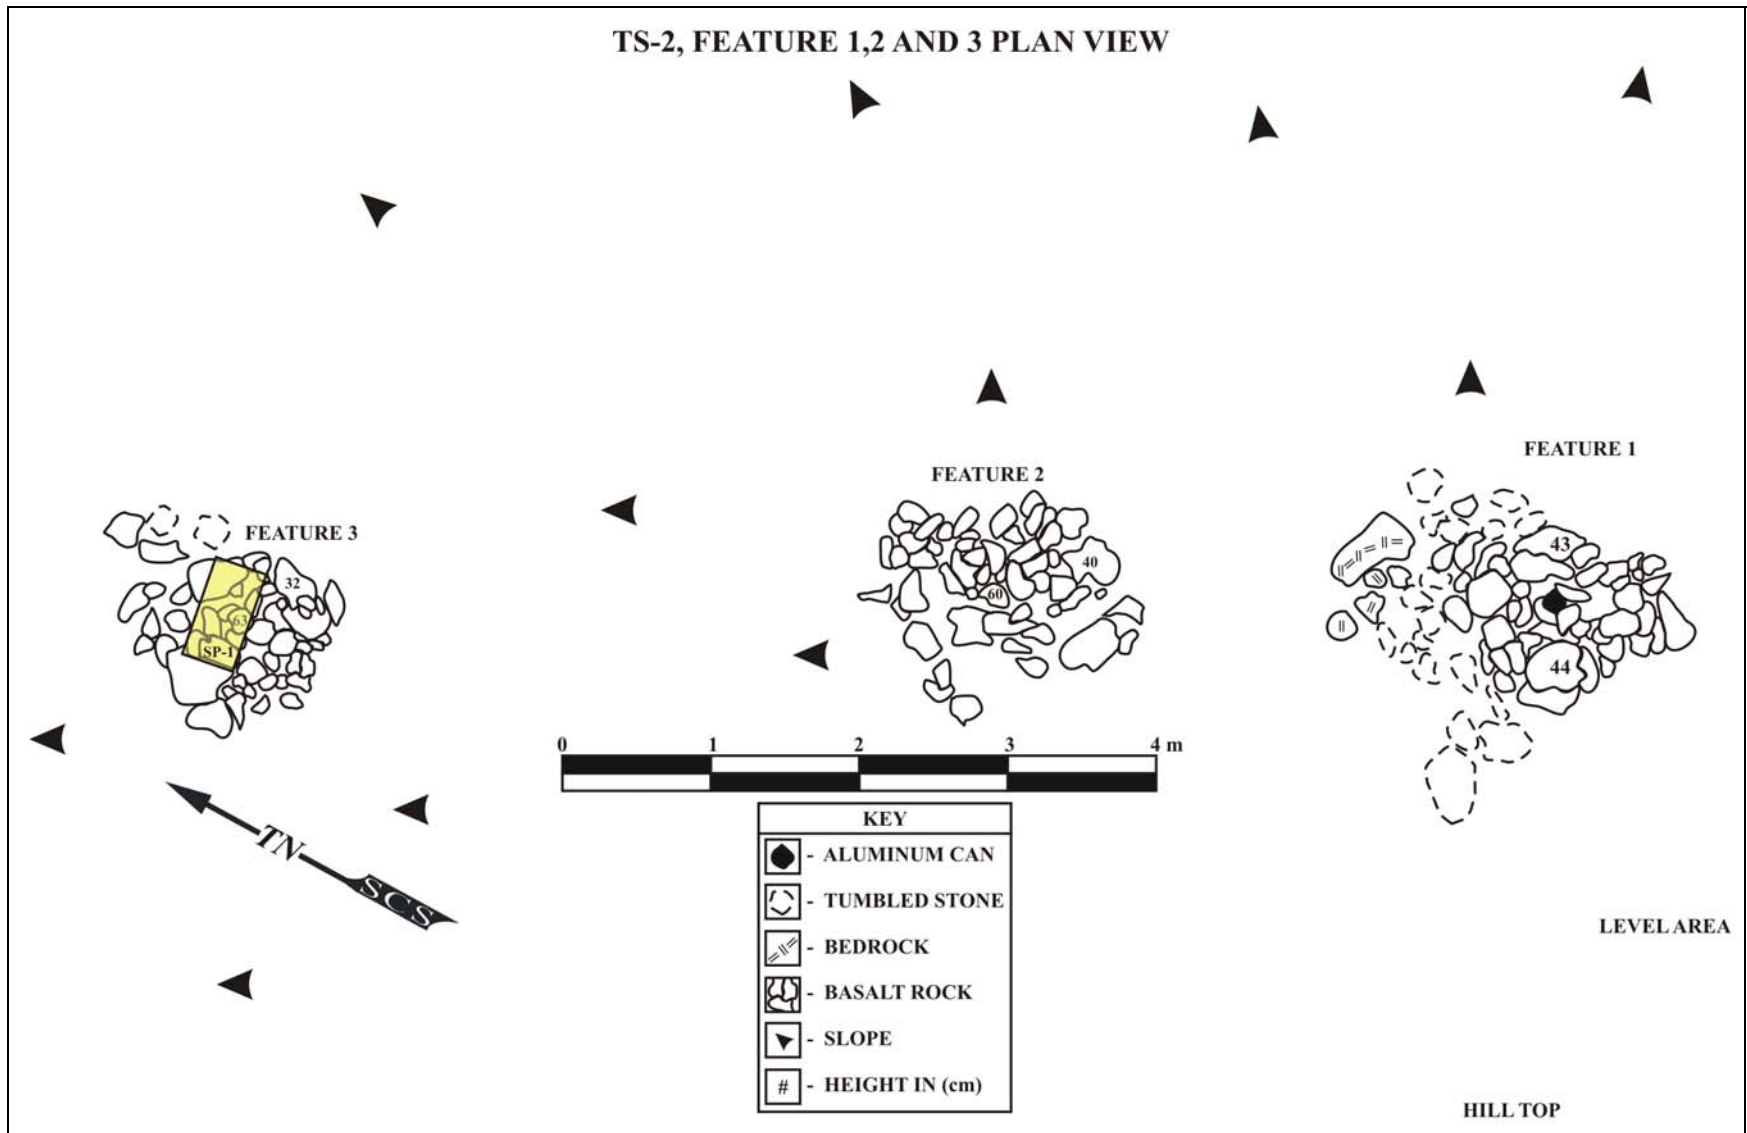 TS-2, FEATURE 1,2 AND 3 PLAN VIEW
FEATURE 1
FEATURE 2
FEATURE 3
43
40
32
60
63
SP-1
44
0 1 2 3 4 m
TN
SCS
KEY
- ALUMINUM CAN
- TUMBLED STONE
- BEDROCK
- BASALT ROCK
- SLOPE
# - HEIGHT IN (cm)
LEVEL AREA
HILL TOP